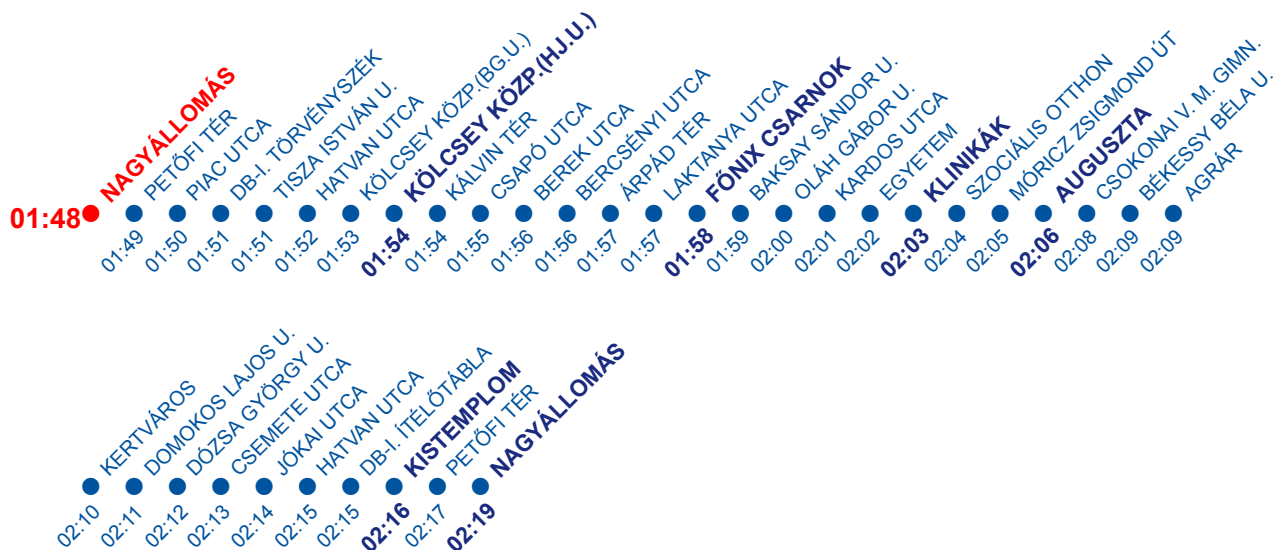 NAGYÁLLOMÁS
PETŐFI TÉR
PIAC UTCA
DB-I. TÖRVÉNYSZÉK
TISZA ISTVÁN U.
HATVAN UTCA
KÖLCSEY KÖZP.(BG.U.)
KÖLCSEY KÖZP.(HJ.U.)
KÁLVIN TÉR
CSAPÓ UTCA
BEREK UTCA
BERCSÉNYI UTCA
ÁRPÁD TÉR
LAKTANYA UTCA
FŐNIX CSARNOK
BAKSAY SÁNDOR U.
OLÁH GÁBOR U.
KARDOS UTCA
EGYETEM
KLINIKÁK
SZOCIÁLIS OTTHON
MÓRICZ ZSIGMOND ÚT
AUGUSZTA
CSOKONAI V. M. GIMN.
BÉKESSY BÉLA U.
AGRÁR
01:48
01:49
01:50
01:51
01:51
01:52
01:53
01:54
01:54
01:55
01:56
01:56
01:57
01:57
01:58
01:59
02:00
02:01
02:02
02:03
02:04
02:05
02:06
02:08
02:09
02:09
KERTVÁROS
DOMOKOS LAJOS U.
DÓZSA GYÖRGY U.
CSEMETE UTCA
JÓKAI UTCA
HATVAN UTCA
DB-I. ÍTÉLŐTÁBLA
KISTEMPLOM
PETŐFI TÉR
NAGYÁLLOMÁS
02:10
02:11
02:12
02:13
02:14
02:15
02:15
02:16
02:17
02:19